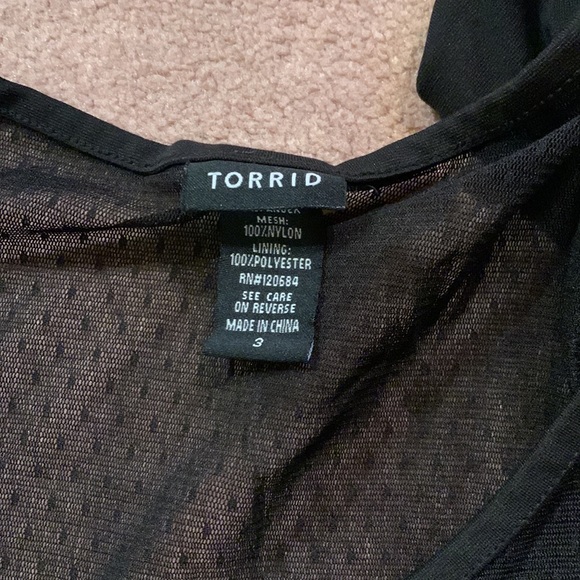 TORRID
MESH:
100%NYLON
LINING:
100%POLYESTER
RN#120684
SEE CARE
ON REVERSE
MADE IN CHINA
3